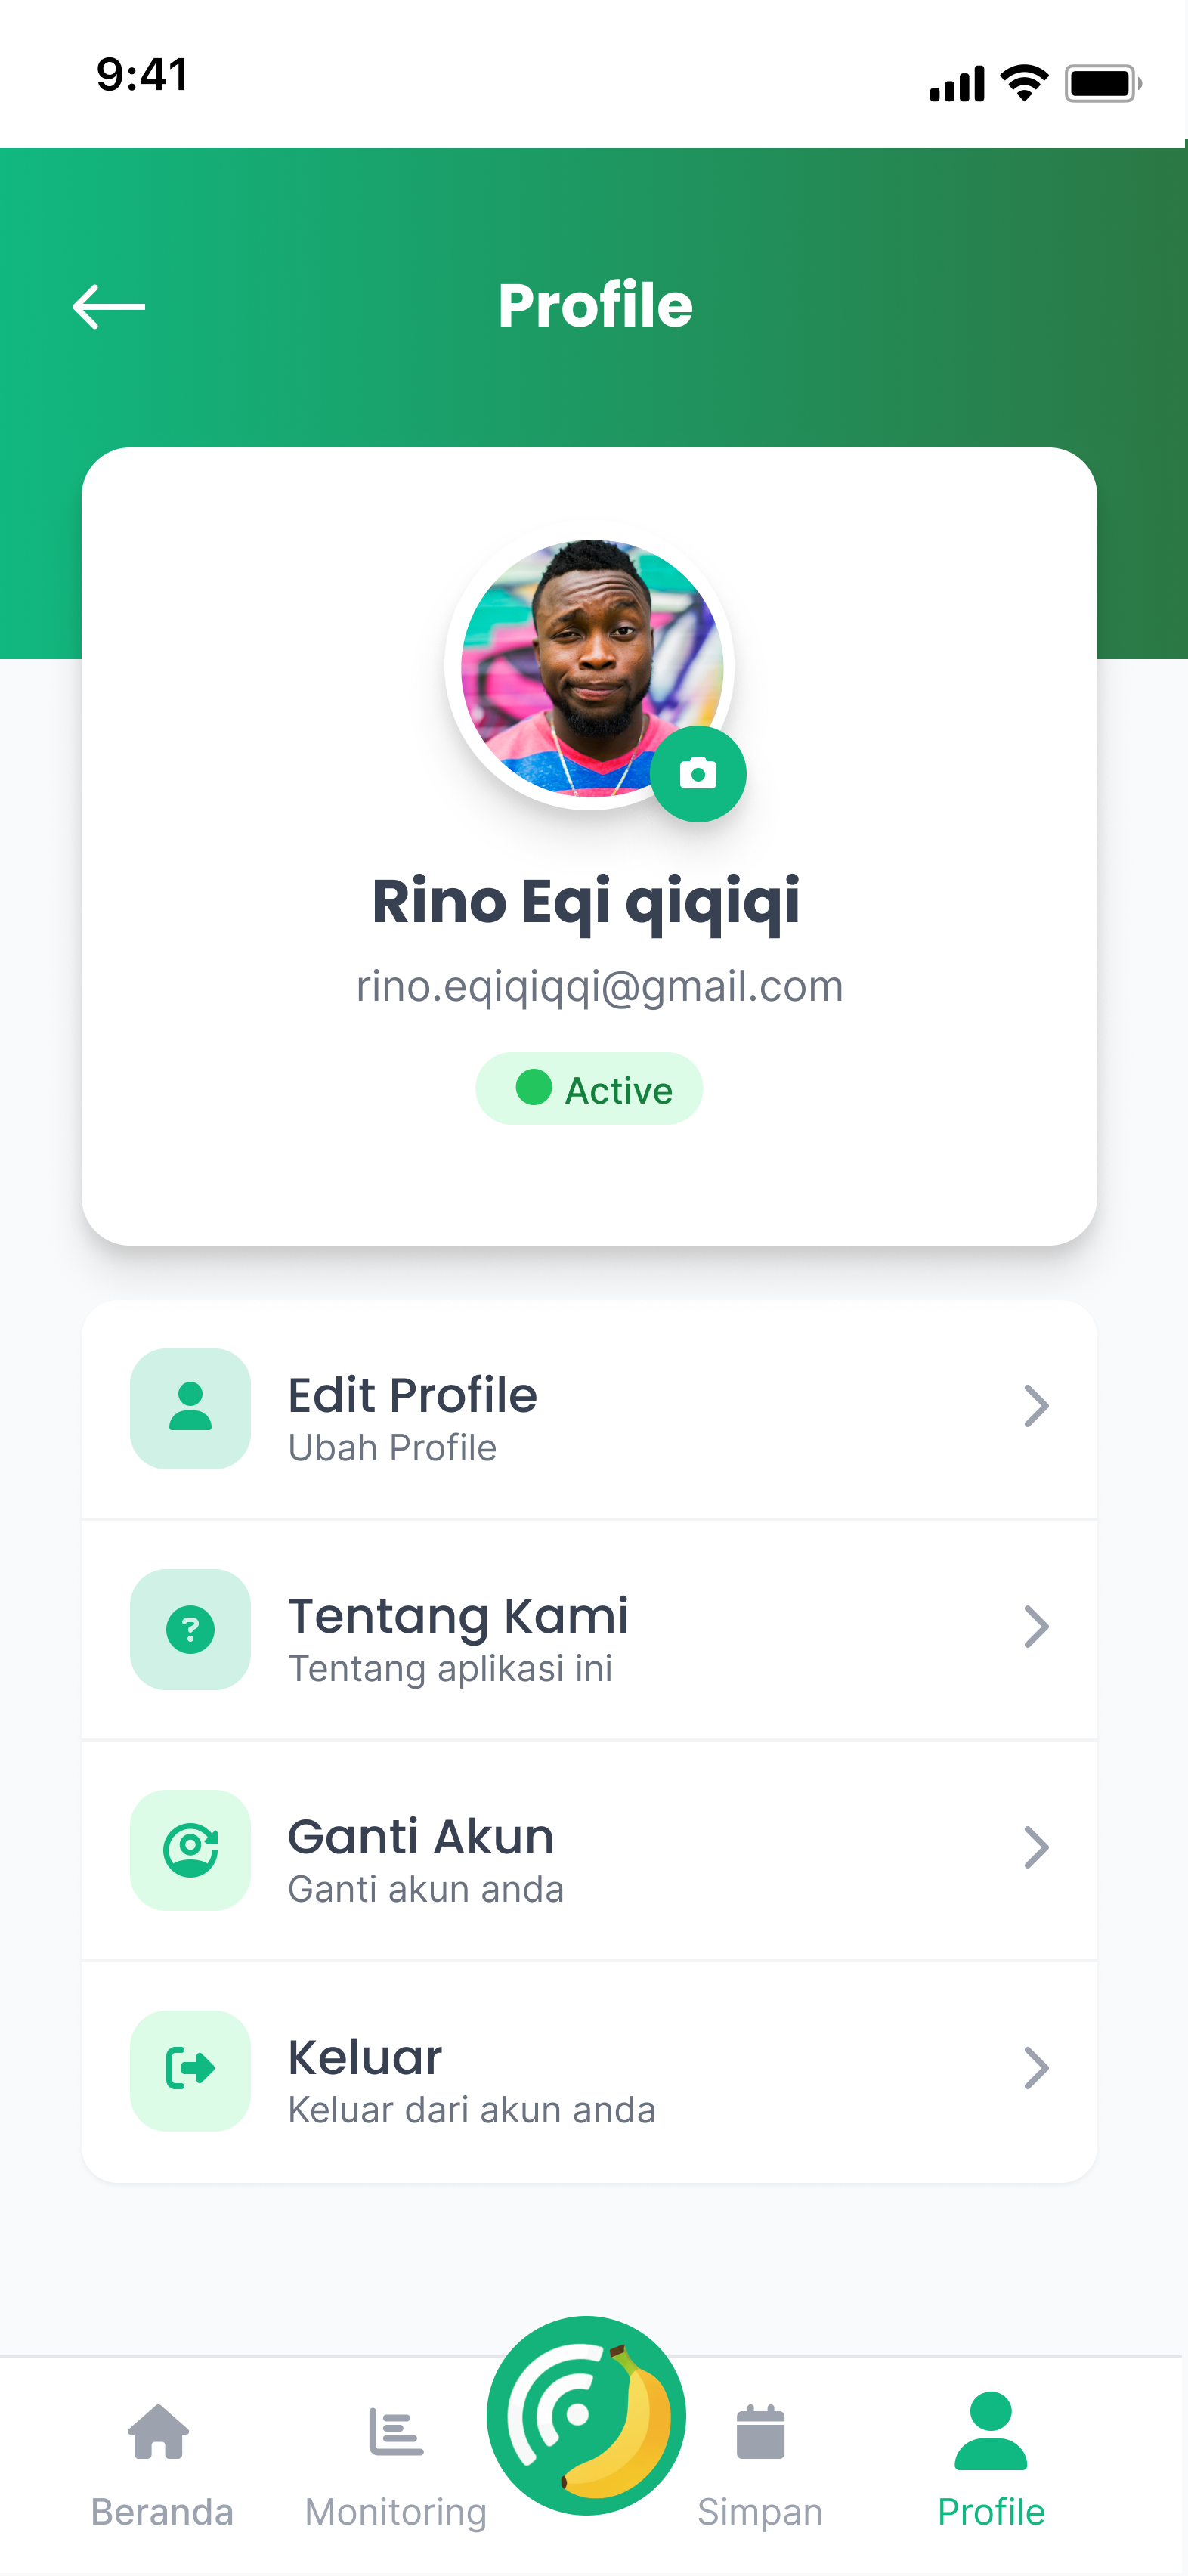 9:41
Profile
Rino Eqi qiqiqi
rino.eqiqiqqi@gmail.com
Active
Edit Profile
Ubah Profile
?
Tentang Kami
Tentang aplikasi ini
Ganti Akun
Ganti akun anda
Keluar
Keluar dari akun anda
Beranda
Monitoring
Simpan
Profile